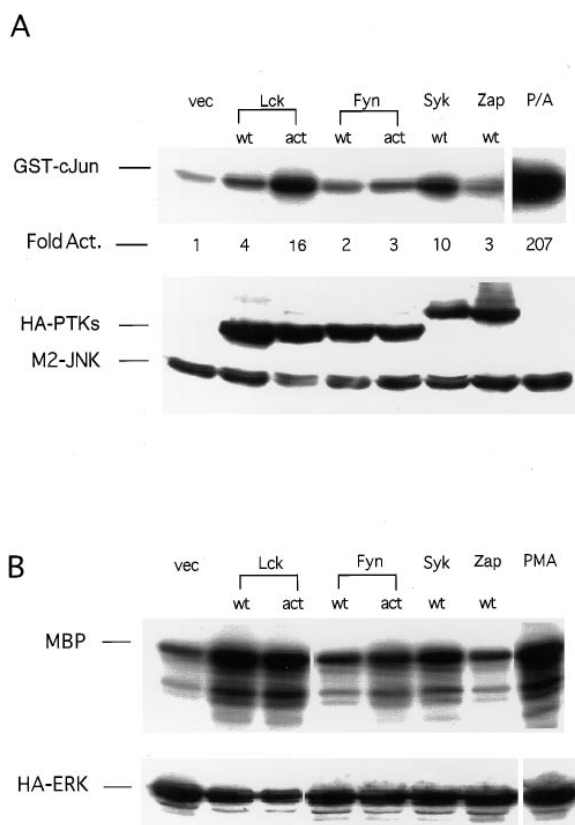 A
vec Lck Fyn Syk Zap P/A
wt act wt act wt wt
GST-cJun
Fold Act. 1 4 16 2 3 10 3 207
HA-PTKs
M2-JNK
B
vec Lck Fyn Syk Zap PMA
wt act wt act wt wt
MBP
HA-ERK